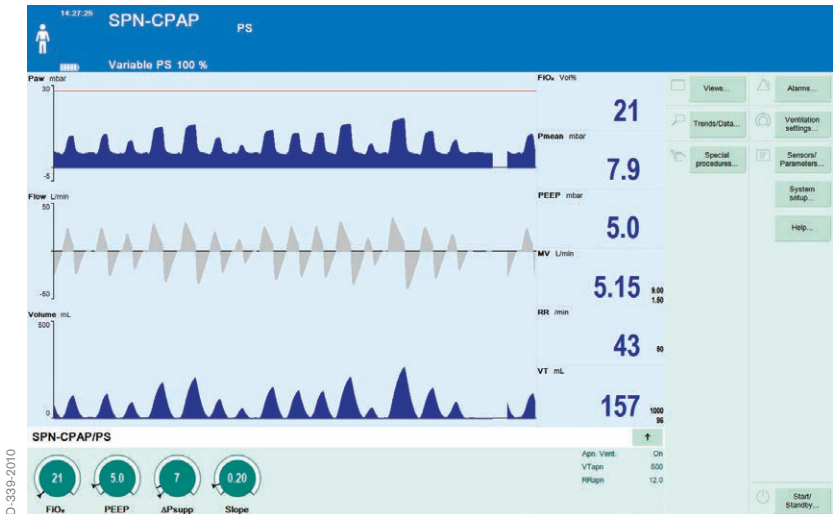 14:27:25
SPN-CPAP
PS
Variable PS 100 %
Paw mbar
30
-5
Flow L/min
50
-50
Volume mL
500
0
FiO₂ Vol%
21
Pmean mbar
7.9
PEEP mbar
5.0
MV L/min
5.15
9.00
1.50
RR /min
43
50
VT mL
157
1000
95
Views...
Alarms...
Trends/Data...
Ventilation
settings...
Special
procedures...
Sensors/
Parameters...
System
setup...
Help...
SPN-CPAP/PS
Apn. Vent. On
VTapn 500
RRapn 12.0
21
5.0
7
0.20
FiO₂
PEEP
ΔPsupp
Slope
Start/
Standby...
D-339-2010